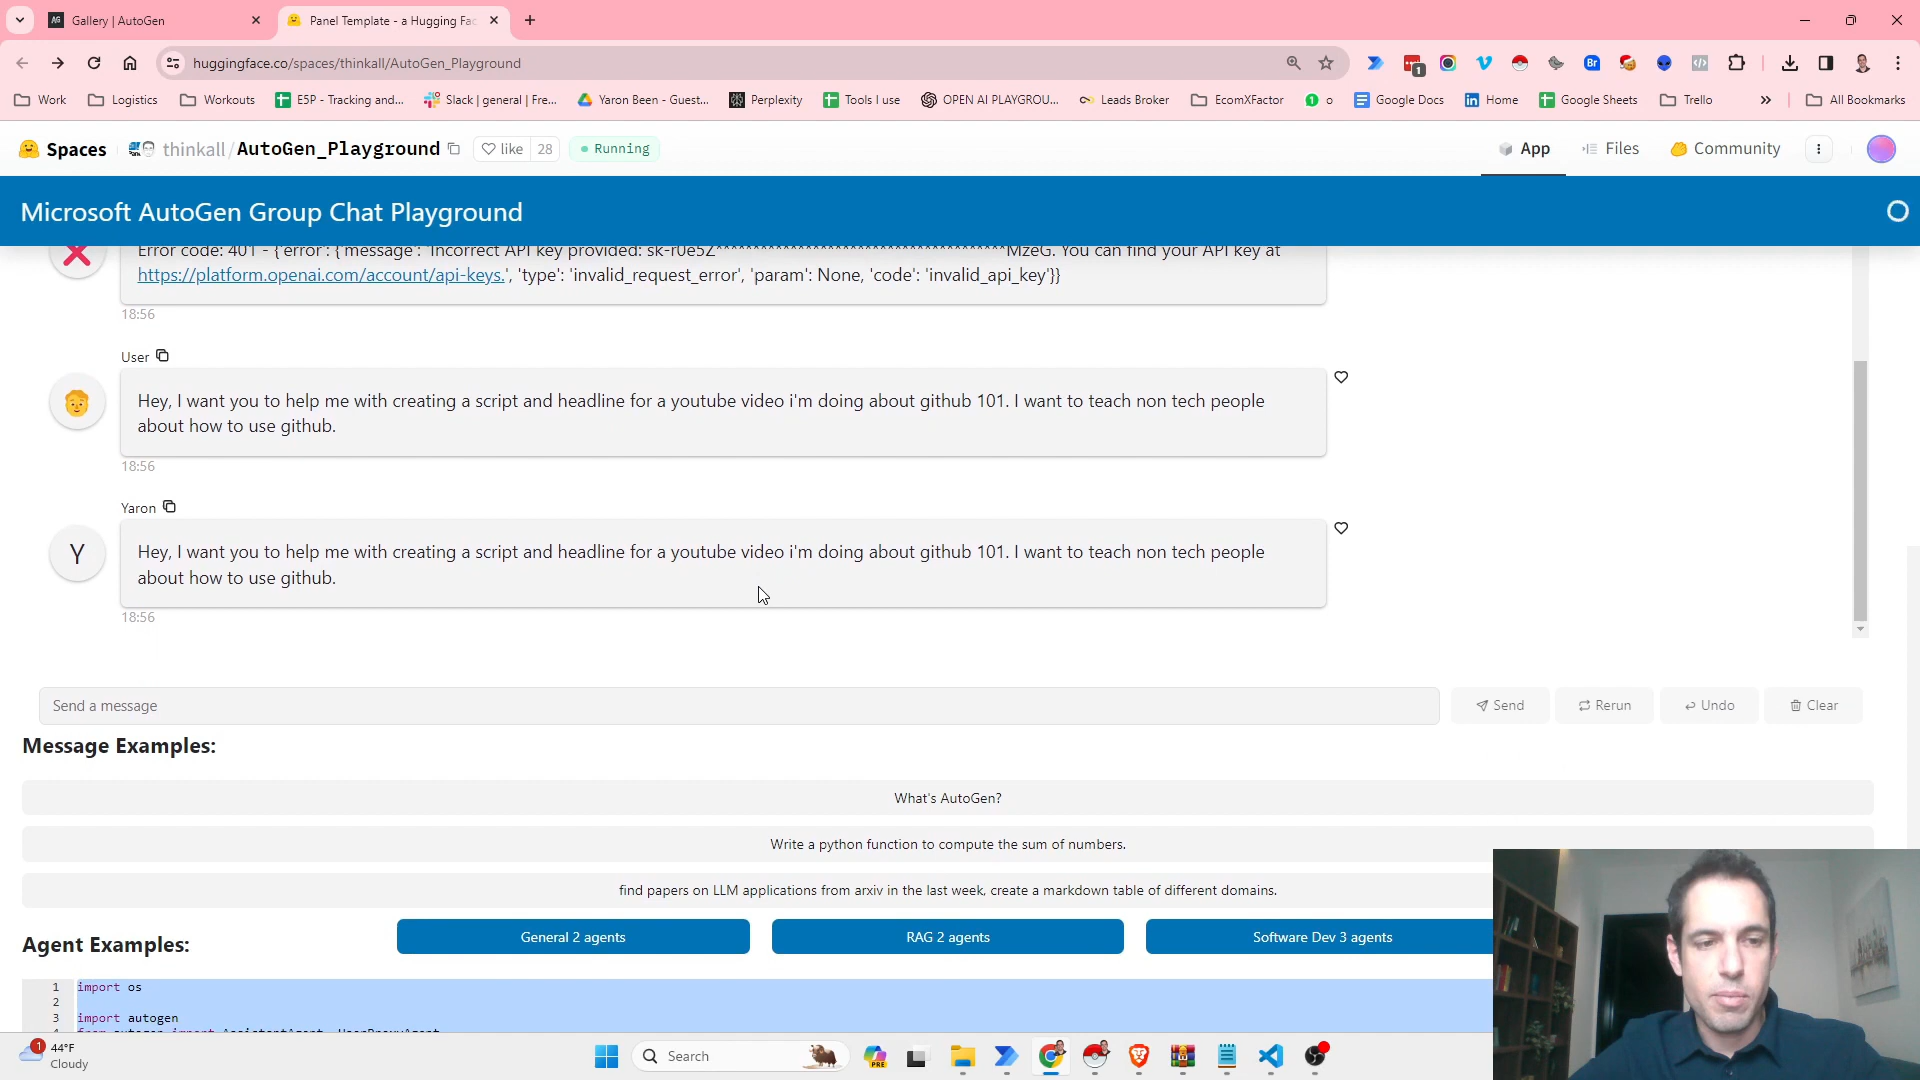 Gallery | AutoGen
Panel Template - a Hugging Fac
huggingface.co/spaces/thinkall/AutoGen_Playground
1
Br
Work
Logistics
Workouts
E5P - Tracking and...
Slack | general | Fre...
Yaron Been - Guest...
Perplexity
Tools I use
OPEN AI PLAYGROU...
Leads Broker
EcomXFactor
1
o
Google Docs
Home
Google Sheets
Trello
All Bookmarks
Spaces
thinkall/AutoGen_Playground
like 28
Running
App
Files
Community
Microsoft AutoGen Group Chat Playground
Error code: 401 - {'error': {'message': 'Incorrect API key provided: sk-r0e5Z**************************************MzeG. You can find your API key at
https://platform.openai.com/account/api-keys.', 'type': 'invalid_request_error', 'param': None, 'code': 'invalid_api_key'}}
18:56
User
Hey, I want you to help me with creating a script and headline for a youtube video i'm doing about github 101. I want to teach non tech people
about how to use github.
18:56
Yaron
Y
Hey, I want you to help me with creating a script and headline for a youtube video i'm doing about github 101. I want to teach non tech people
about how to use github.
18:56
Send a message
Send
Rerun
Undo
Clear
Message Examples:
What's AutoGen?
Write a python function to compute the sum of numbers.
find papers on LLM applications from arxiv in the last week, create a markdown table of different domains.
Agent Examples:
General 2 agents
RAG 2 agents
Software Dev 3 agents
1 import os
2
3 import autogen
1
44°F
Cloudy
Search
PRE